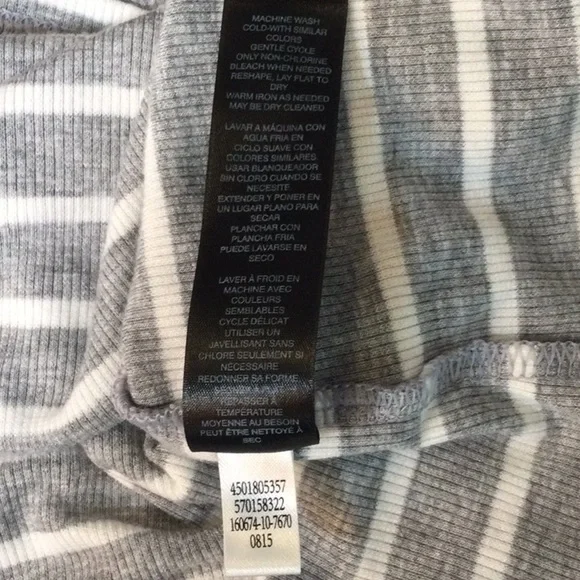 MACHINE WASH
COLD-WITH SIMILAR
COLORS
GENTLE CYCLE
ONLY NON-CHLORINE
BLEACH WHEN NEEDED
RESHAPE, LAY FLAT TO
DRY
WARM IRON AS NEEDED
MAY BE DRY CLEANED
LAVAR A MÁQUINA CON
AGUA FRIA EN
CICLO SUAVE CON
COLORES SIMILARES
USAR BLANQUEADOR
SIN CLORO CUANDO SE
NECESITE
EXTENDER Y PONER EN
UN LUGAR PLANO PARA
SECAR
PLANCHAR CON
PLANCHA FRIA
PUEDE LAVARSE EN
SECO
LAVER À FROID EN
MACHINE AVEC
COULEURS
SEMBLABLES
CYCLE DÉLICAT
UTILISER UN
JAVELLISANT SANS
CHLORE SEULEMENT SI
NÉCESSAIRE
REDONNER SA FORME
REPASSER À
TEMPÉRATURE
MOYENNE AU BESOIN
PEUT ÊTRE NETTOYÉ À
SEC
4501805357
570158322
160674-10-7670
0815